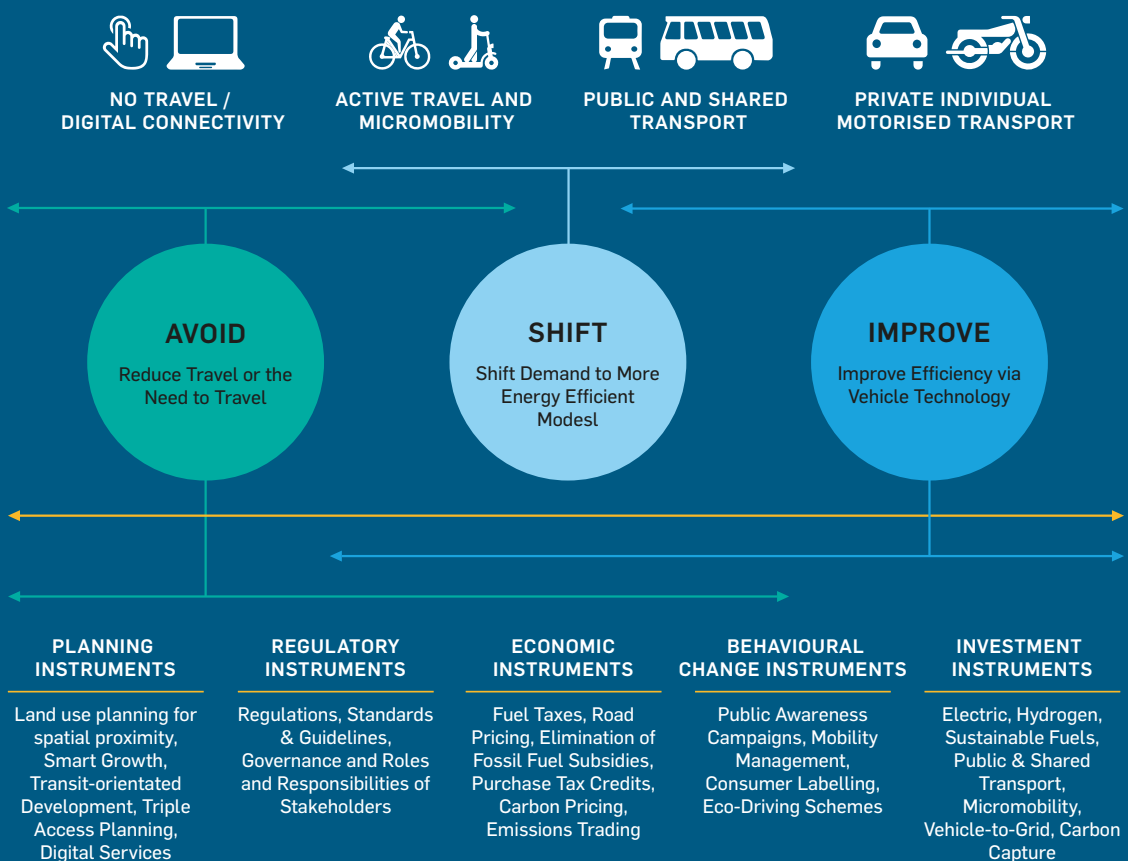 NO TRAVEL /
DIGITAL CONNECTIVITY
ACTIVE TRAVEL AND
MICROMOBILITY
PUBLIC AND SHARED
TRANSPORT
PRIVATE INDIVIDUAL
MOTORISED TRANSPORT
AVOID
Reduce Travel or the
Need to Travel
SHIFT
Shift Demand to More
Energy Efficient
Modesl
IMPROVE
Improve Efficiency via
Vehicle Technology
PLANNING
INSTRUMENTS
Land use planning for
spatial proximity,
Smart Growth,
Transit-orientated
Development, Triple
Access Planning,
Digital Services
REGULATORY
INSTRUMENTS
Regulations, Standards
& Guidelines,
Governance and Roles
and Responsibilities of
Stakeholders
ECONOMIC
INSTRUMENTS
Fuel Taxes, Road
Pricing, Elimination of
Fossil Fuel Subsidies,
Purchase Tax Credits,
Carbon Pricing,
Emissions Trading
BEHAVIOURAL
CHANGE INSTRUMENTS
Public Awareness
Campaigns, Mobility
Management,
Consumer Labelling,
Eco-Driving Schemes
INVESTMENT
INSTRUMENTS
Electric, Hydrogen,
Sustainable Fuels,
Public & Shared
Transport,
Micromobility,
Vehicle-to-Grid, Carbon
Capture